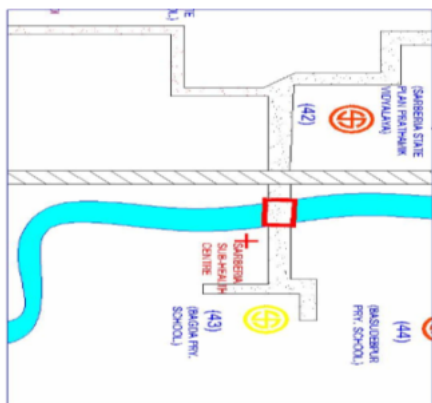 (SARBERIA STATE
PLAN PRATHAMIK
VIDYALAYA)
(42)
SARBERIA
SUB-HEALTH
CENTRE
(43)
(BAGDA PRY.
SCHOOL)
(44)
(BASUDEBPUR
PRY. SCHOOL)